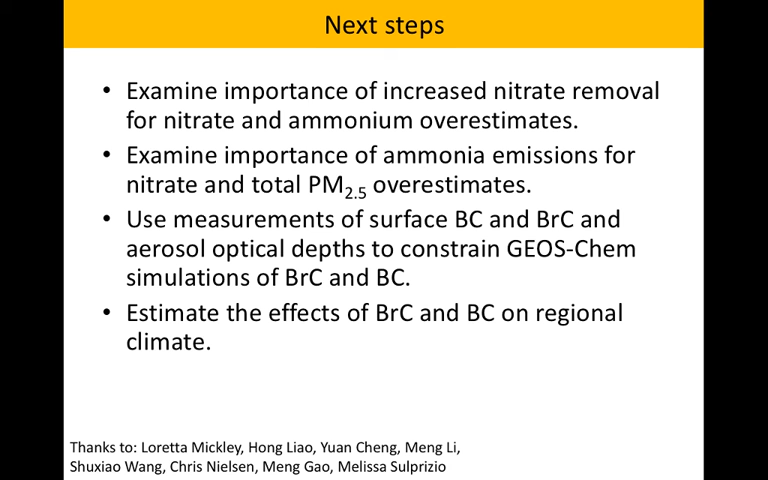 Next steps
• Examine importance of increased nitrate removal
for nitrate and ammonium overestimates.
• Examine importance of ammonia emissions for
nitrate and total PM2.5 overestimates.
• Use measurements of surface BC and BrC and
aerosol optical depths to constrain GEOS-Chem
simulations of BrC and BC.
• Estimate the effects of BrC and BC on regional
climate.
Thanks to: Loretta Mickley, Hong Liao, Yuan Cheng, Meng Li,
Shuxiao Wang, Chris Nielsen, Meng Gao, Melissa Sulprizio